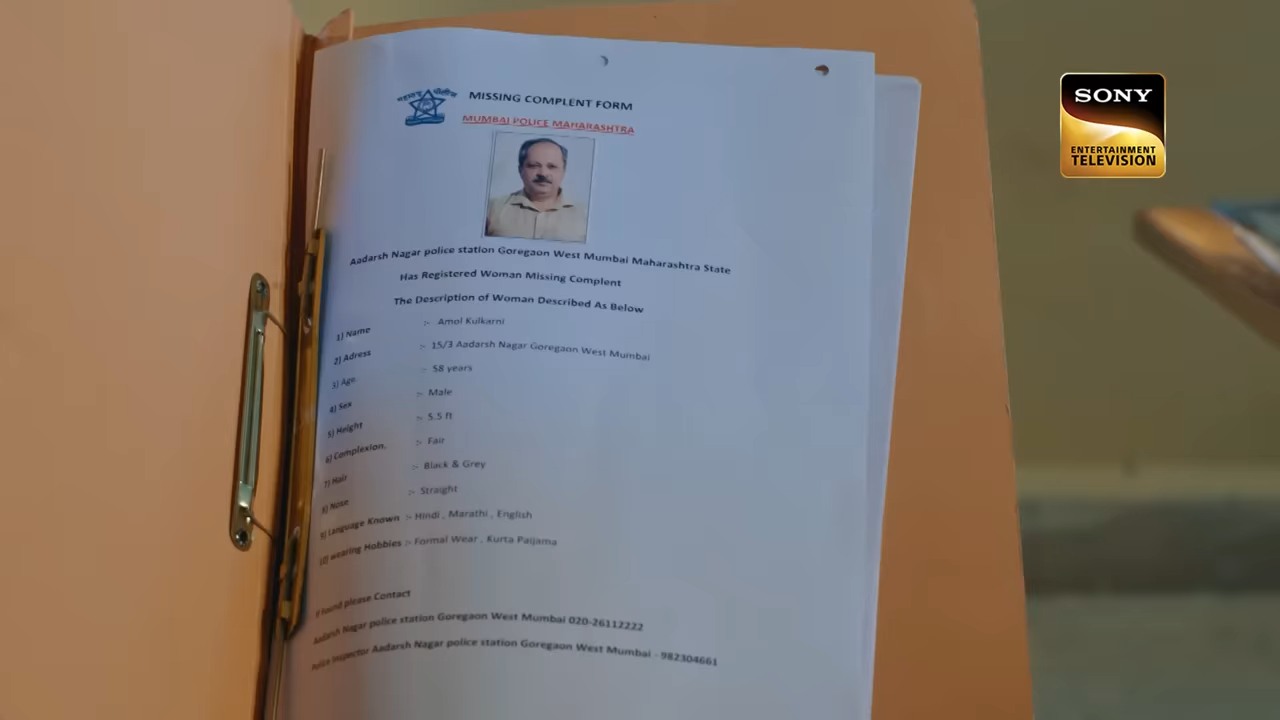 MISSING COMPLENT FORM
MUMBAI POLICE MAHARASHTRA
Aadarsh Nagar police station Goregaon West Mumbai Maharashtra State
Has Registered Woman Missing Complent
The Description of Woman Described As Below
1) Name :- Amol Kulkarni
2) Adress :- 15/3 Aadarsh Nagar Goregaon West Mumbai
3) Age :- 58 years
4) Sex :- Male
5) Height :- 5.5 ft
6) Complexion. :- Fair
7) Hair :- Black & Grey
8) Nose :- Straight
9) Language Known :- Hindi , Marathi , English
10) wearing Hobbies :- Formal Wear , Kurta Paijama
If Found please Contact
Aadarsh Nagar police station Goregaon West Mumbai 020-26112222
Police Inspector Aadarsh Nagar police station Goregaon West Mumbai - 982304661
SONY
ENTERTAINMENT
TELEVISION